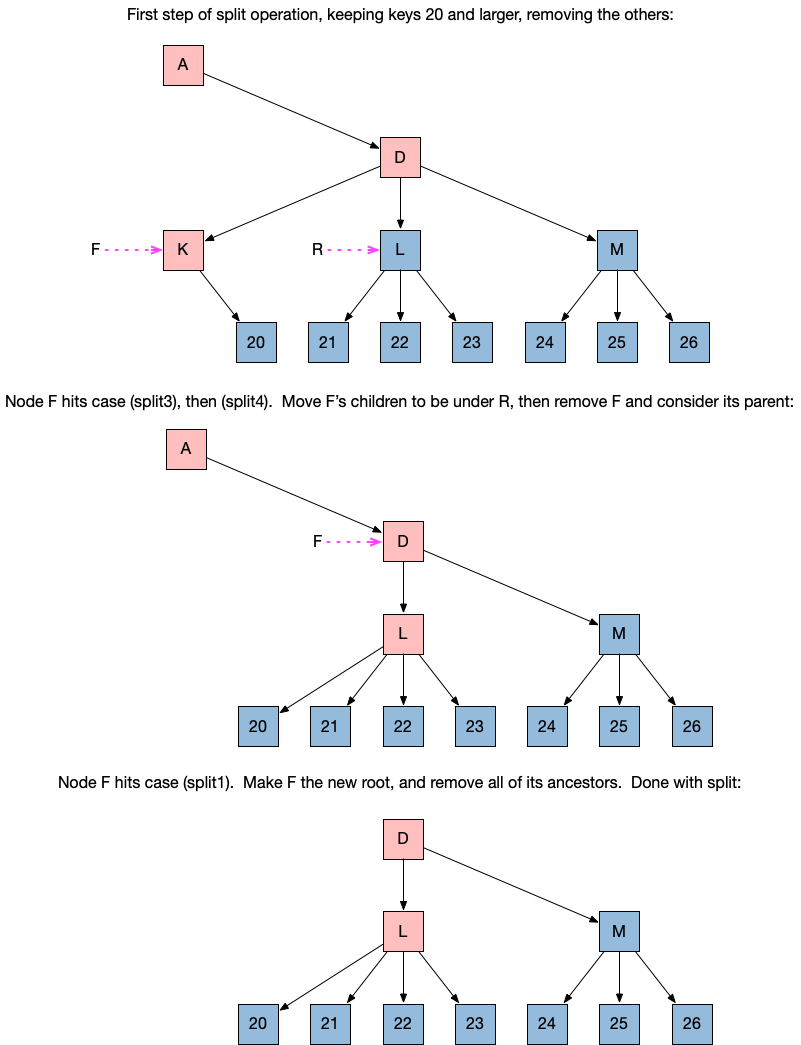 First step of split operation, keeping keys 20 and larger, removing the others:
A
D
F K R L M
20 21 22 23 24 25 26
Node F hits case (split3), then (split4).  Move F’s children to be under R, then remove F and consider its parent:
A
F D
L M
20 21 22 23 24 25 26
Node F hits case (split1).  Make F the new root, and remove all of its ancestors.  Done with split:
D
L M
20 21 22 23 24 25 26